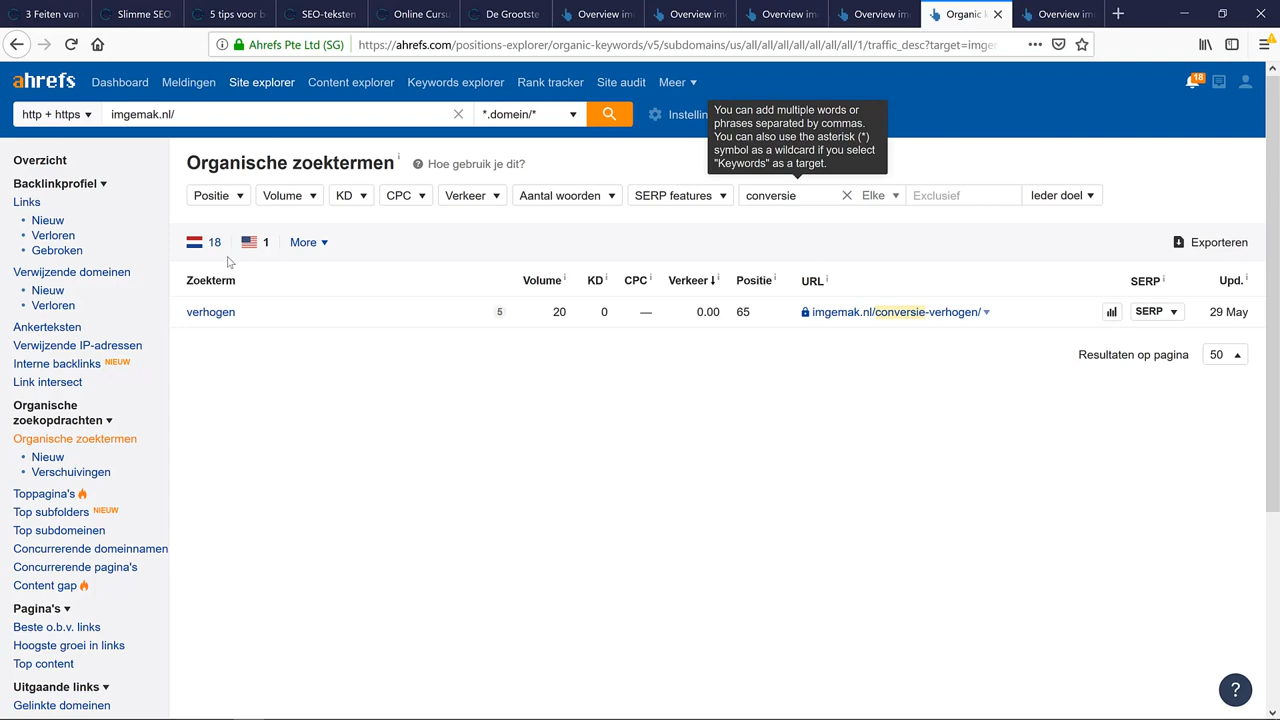 3 Feiten van
Slimme SEO
5 tips voor b
SEO-teksten
Online Cursu
De Grootste
Overview im
Overview im
Overview im
Overview im
Organic k
Overview im
Ahrefs Pte Ltd (SG)
https://ahrefs.com/positions-explorer/organic-keywords/v5/subdomain/us/all/all/all/all/all/all/all/1/traffic_desc?target=imge
ahrefs
Dashboard
Meldingen
Site explorer
Content explorer
Keywords explorer
Rank tracker
Site audit
Meer
18
http + https
imgemak.nl/
*.domein/*
Instellin
You can add multiple words or
phrases separated by commas.
You can also use the asterisk (*)
symbol as a wildcard if you select
"Keywords" as a target.
Overzicht
Backlinkprofiel
Links
• Nieuw
• Verloren
• Gebroken
Verwijzende domeinen
• Nieuw
• Verloren
Ankerteksten
Verwijzende IP-adressen
Interne backlinks NIEUW
Link intersect
Organische
zoekopdrachten
Organische zoektermen
• Nieuw
• Verschuivingen
Toppagina's
Top subfolders NIEUW
Top subdomeinen
Concurrerende domeinnamen
Concurrerende pagina's
Content gap
Pagina's
Beste o.b.v. links
Hoogste groei in links
Top content
Uitgaande links
Gelinkte domeinen
Organische zoektermen i
? Hoe gebruik je dit?
Positie
Volume
KD
CPC
Verkeer
Aantal woorden
SERP features
conversie
Elke
Exclusief
Ieder doel
18
1
More
Exporteren
Zoekterm
Volume i
KD i
CPC i
Verkeer i
Positie i
URL i
SERP i
Upd. i
verhogen
5
20
0
—
0.00
65
imgemak.nl/conversie-verhogen/
SERP
29 May
Resultaten op pagina
50
?